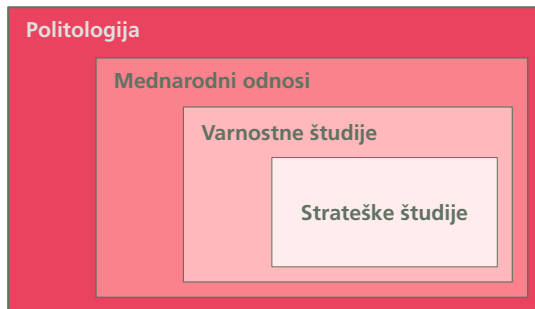 Politologija
Mednarodni odnosi
Varnostne študije
Strateške študije